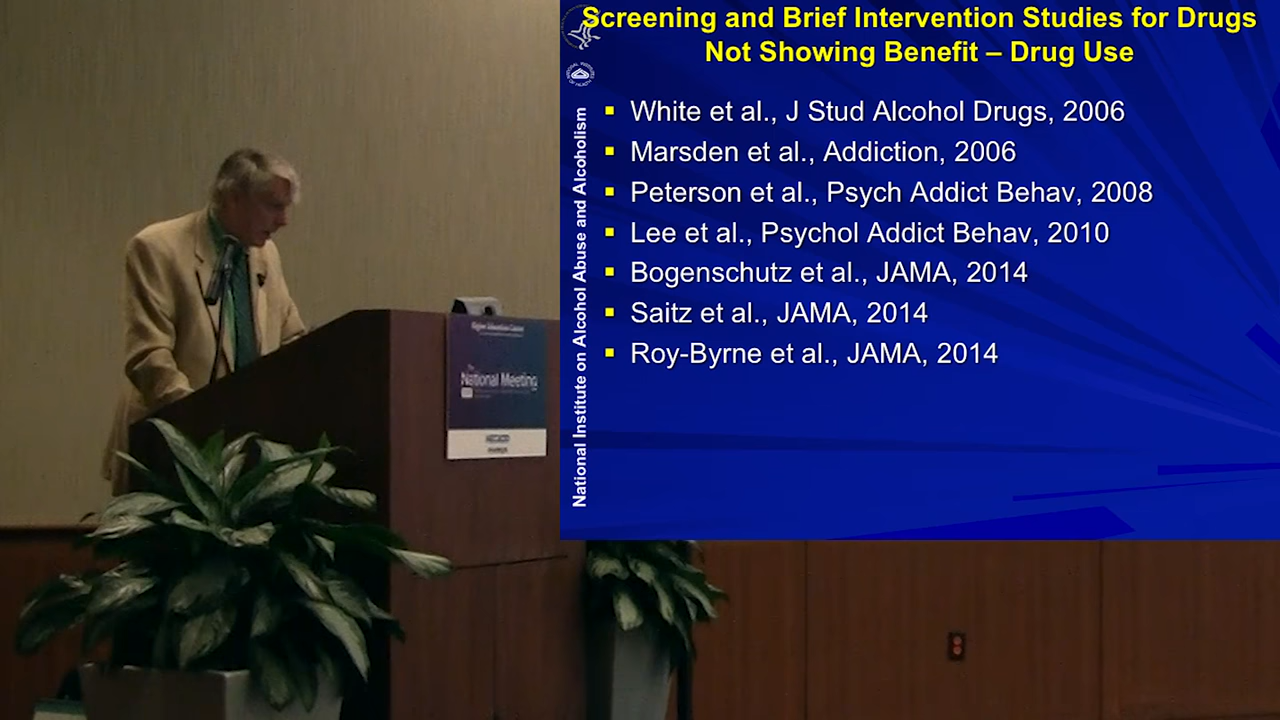 Screening and Brief Intervention Studies for Drugs
Not Showing Benefit – Drug Use
▪ White et al., J Stud Alcohol Drugs, 2006
▪ Marsden et al., Addiction, 2006
▪ Peterson et al., Psych Addict Behav, 2008
▪ Lee et al., Psychol Addict Behav, 2010
▪ Bogenschutz et al., JAMA, 2014
▪ Saitz et al., JAMA, 2014
▪ Roy-Byrne et al., JAMA, 2014
National Institute on Alcohol Abuse and Alcoholism
Higher Education Center
The
National Meeting